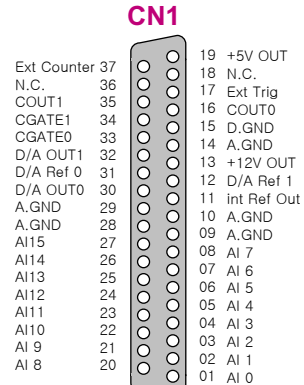 CN1
Ext Counter 37
N.C. 36
COUT1 35
CGATE1 34
CGATE0 33
D/A OUT1 32
D/A Ref 0 31
D/A OUT0 30
A.GND 29
A.GND 28
AI15 27
AI14 26
AI13 25
AI12 24
AI11 23
AI10 22
AI 9 21
AI 8 20
19 +5V OUT
18 N.C.
17 Ext Trig
16 COUT0
15 D.GND
14 A.GND
13 +12V OUT
12 D/A Ref 1
11 int Ref Out
10 A.GND
09 A.GND
08 AI 7
07 AI 6
06 AI 5
05 AI 4
04 AI 3
03 AI 2
02 AI 1
01 AI 0